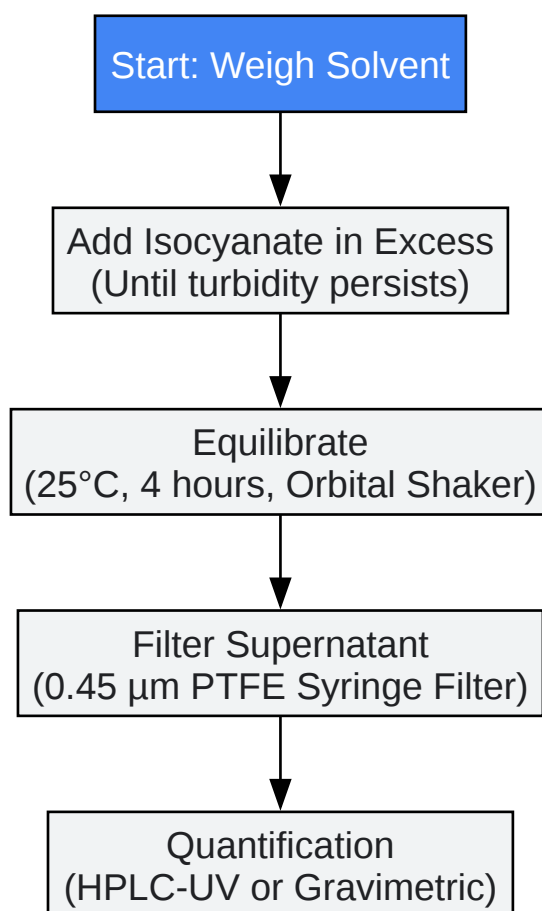 Start: Weigh Solvent
Add Isocyanate in Excess
(Until turbidity persists)
Equilibrate
(25°C, 4 hours, Orbital Shaker)
Filter Supernatant
(0.45 µm PTFE Syringe Filter)
Quantification
(HPLC-UV or Gravimetric)